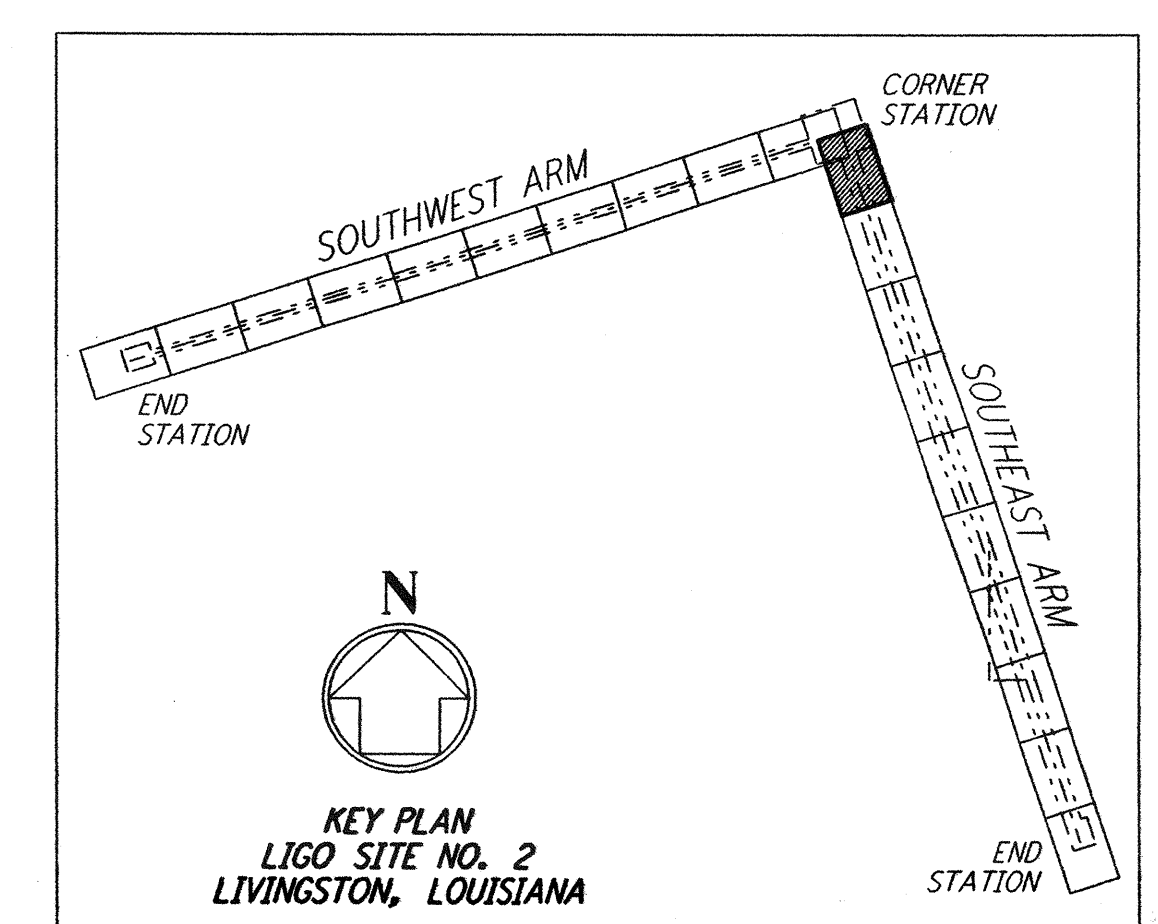 CORNER
STATION
SOUTHWEST ARM
END
STATION
SOUTHEAST ARM
N
KEY PLAN
LIGO SITE NO. 2
LIVINGSTON, LOUISIANA
END
STATION